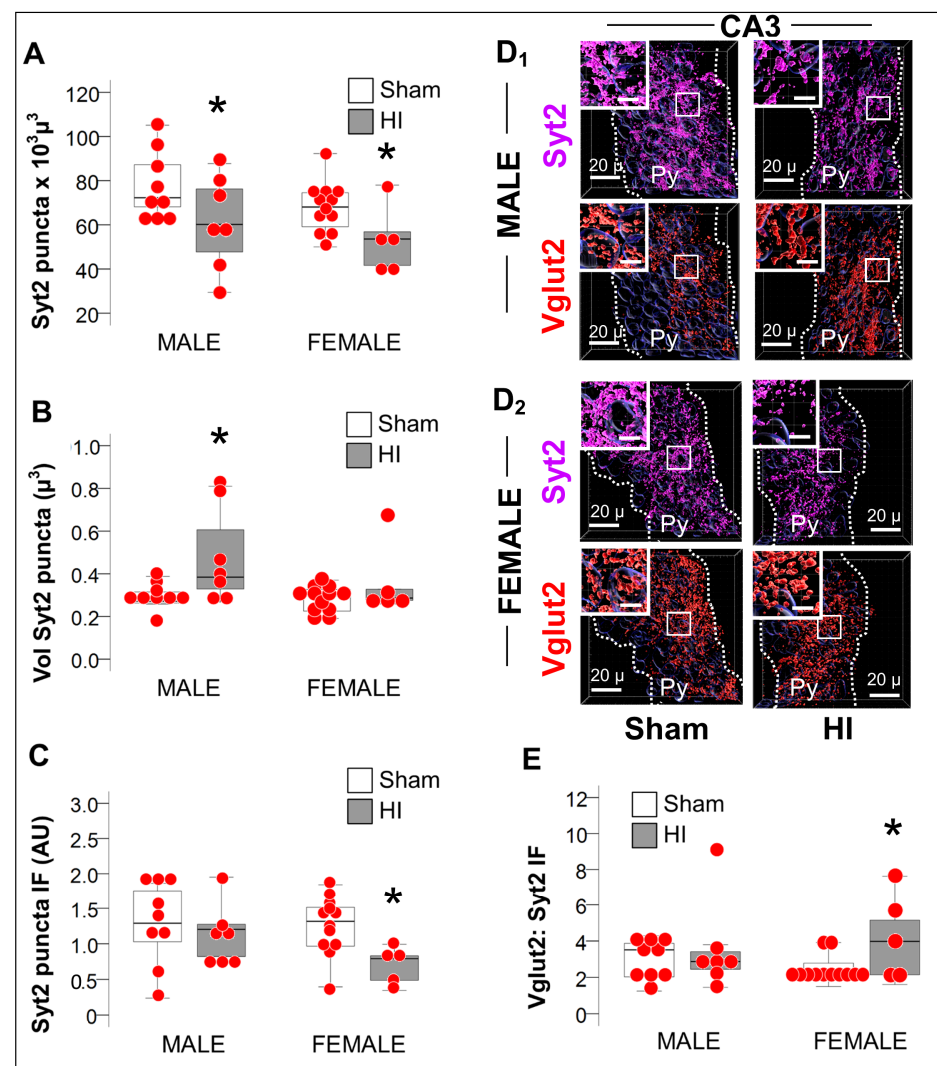 A
Syt2 puncta x 10³µ³
120
100
80
60
40
20
Sham
HI
*
*
MALE
FEMALE
B
Vol Syt2 puncta (µ³)
1.0
0.8
0.6
0.4
0.2
0.0
Sham
HI
*
MALE
FEMALE
C
Syt2 puncta IF (AU)
3.0
2.5
2.0
1.5
1.0
0.5
0
Sham
HI
*
MALE
FEMALE
CA3
D₁
MALE
Syt2
20 µ
Py
20 µ
Vglut2
20 µ
Py
20 µ
D₂
FEMALE
Syt2
20 µ
Py
20 µ
Py
Vglut2
20 µ
Py
20 µ
Py
Sham
HI
E
Vglut2: Syt2 IF
12
10
8
6
4
2
0
Sham
HI
*
MALE
FEMALE